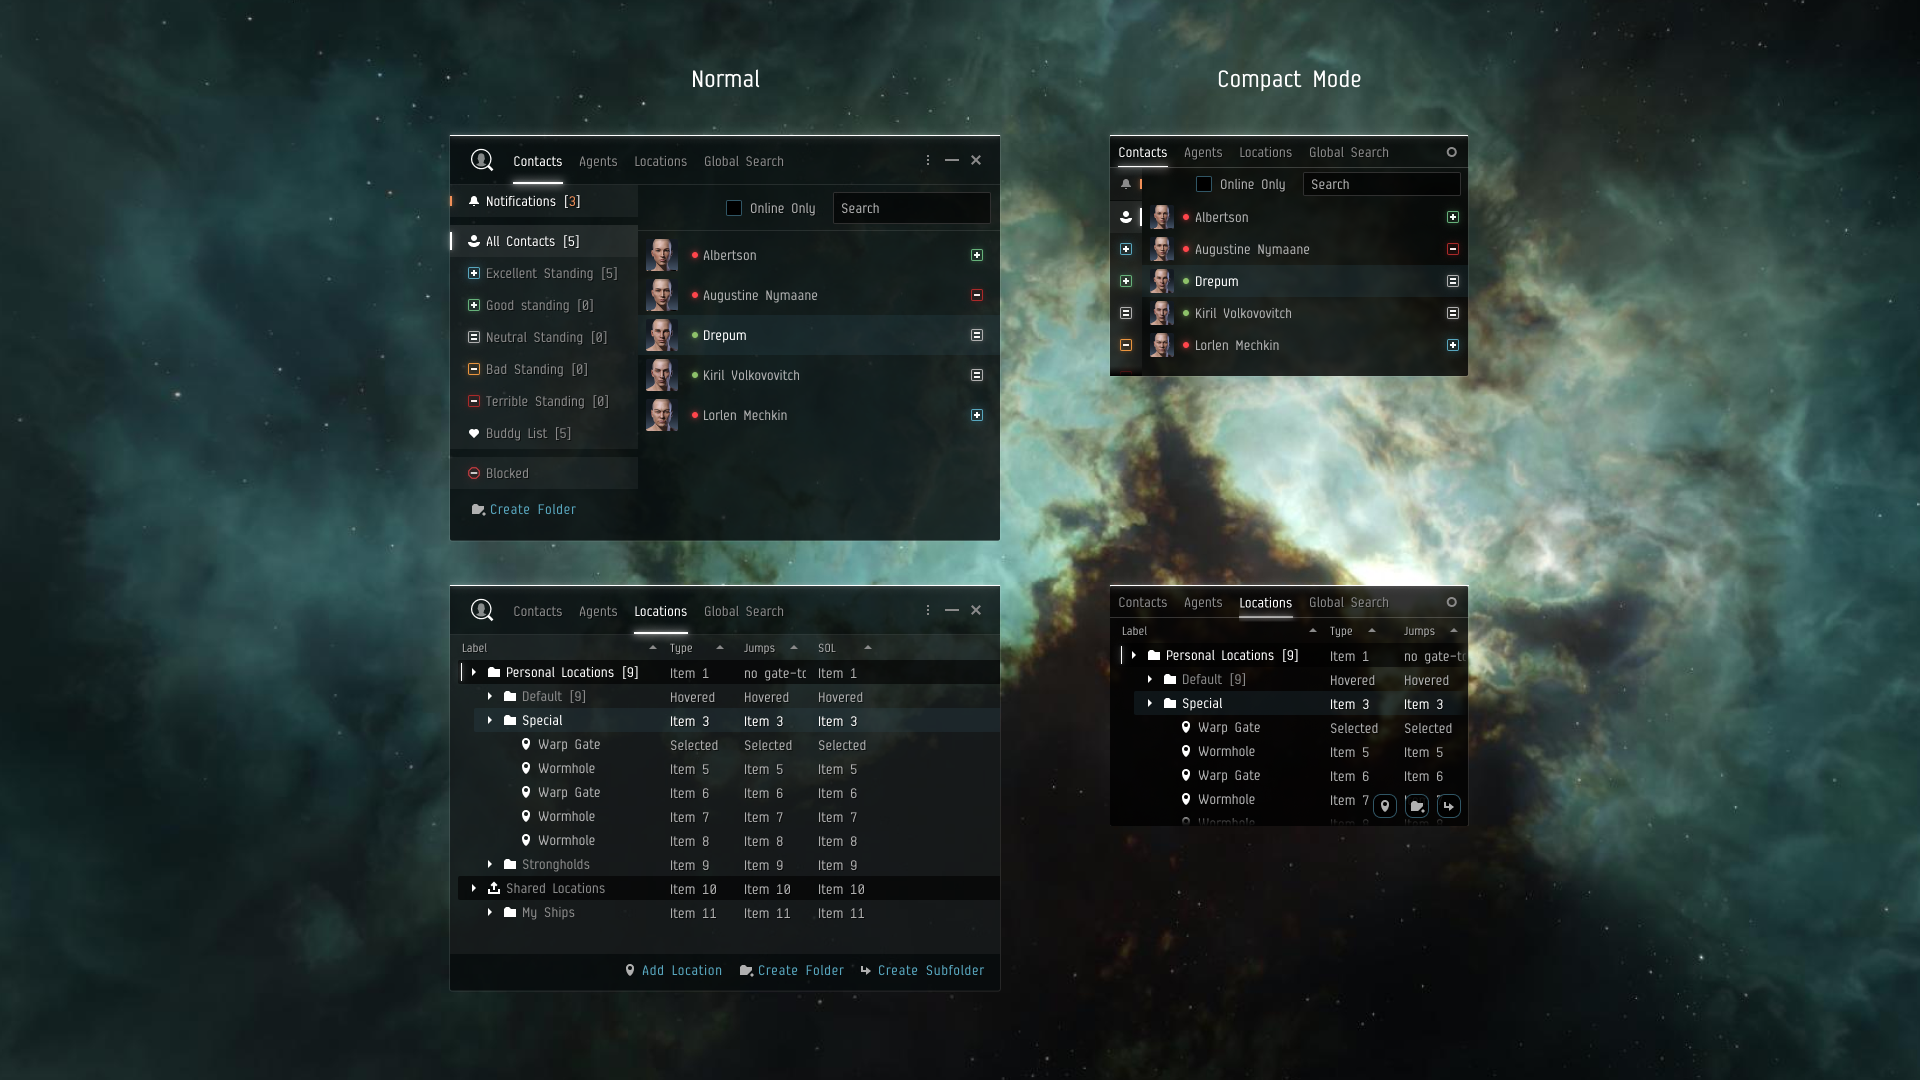 Normal
Compact Mode
Contacts Agents Locations Global Search
Notifications [3]
All Contacts [5]
Excellent Standing [5]
Good standing [0]
Neutral Standing [0]
Bad Standing [0]
Terrible Standing [0]
Buddy List [5]
Blocked
Create Folder
Online Only Search
Albertson
Augustine Nymaane
Drepum
Kiril Volkovovitch
Lorlen Mechkin
Contacts Agents Locations Global Search
Online Only Search
Albertson
Augustine Nymaane
Drepum
Kiril Volkovovitch
Lorlen Mechkin
Contacts Agents Locations Global Search
Label Type Jumps SOL
Personal Locations [9] Item 1 no gate-to Item 1
Default [9] Hovered Hovered Hovered
Special Item 3 Item 3 Item 3
Warp Gate Selected Selected Selected
Wormhole Item 5 Item 5 Item 5
Warp Gate Item 6 Item 6 Item 6
Wormhole Item 7 Item 7 Item 7
Wormhole Item 8 Item 8 Item 8
Strongholds Item 9 Item 9 Item 9
Shared Locations Item 10 Item 10 Item 10
My Ships Item 11 Item 11 Item 11
Add Location Create Folder Create Subfolder
Contacts Agents Locations Global Search
Label Type Jumps
Personal Locations [9] Item 1 no gate-to
Default [9] Hovered Hovered
Special Item 3 Item 3
Warp Gate Selected Selected
Wormhole Item 5 Item 5
Warp Gate Item 6 Item 6
Wormhole Item 7
Wormhole Item 8 Item 8